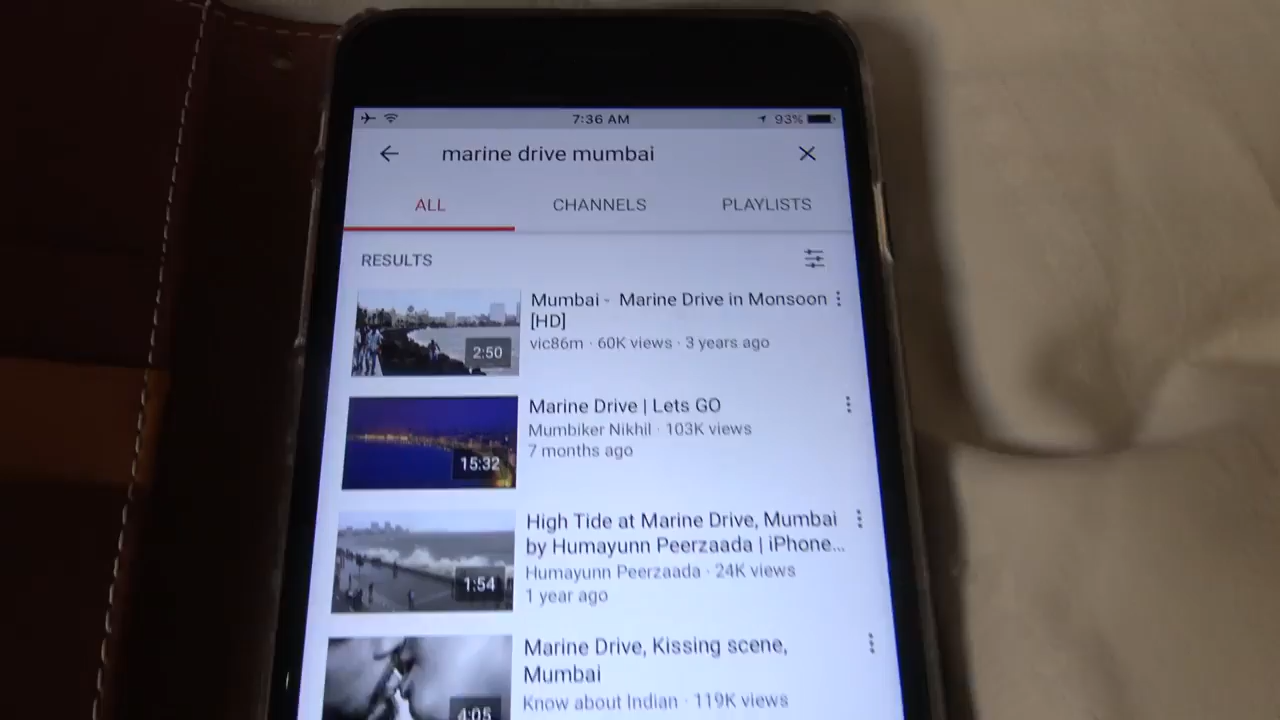 7:36 AM 93%
marine drive mumbai
ALL CHANNELS PLAYLISTS
RESULTS
Mumbai - Marine Drive in Monsoon
[HD]
vic86m · 60K views · 3 years ago
2:50
Marine Drive | Lets GO
Mumbiker Nikhil · 103K views
7 months ago
15:32
High Tide at Marine Drive, Mumbai
by Humayunn Peerzaada | iPhone...
Humayunn Peerzaada · 24K views
1 year ago
1:54
Marine Drive, Kissing scene,
Mumbai
Know about Indian · 119K views
4:05